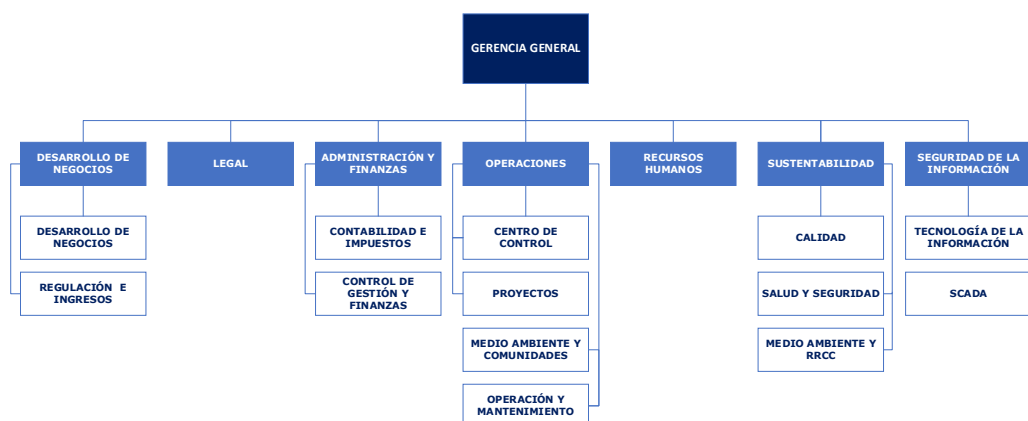 GERENCIA GENERAL
DESARROLLO DE
NEGOCIOS
LEGAL
ADMINISTRACIÓN Y
FINANZAS
OPERACIONES
RECURSOS
HUMANOS
SUSTENTABILIDAD
SEGURIDAD DE LA
INFORMACIÓN
DESARROLLO DE
NEGOCIOS
CONTABILIDAD E
IMPUESTOS
CENTRO DE
CONTROL
CALIDAD
TECNOLOGÍA DE LA
INFORMACIÓN
REGULACIÓN E
INGRESOS
CONTROL DE
GESTIÓN Y
FINANZAS
PROYECTOS
SALUD Y SEGURIDAD
SCADA
MEDIO AMBIENTE Y
COMUNIDADES
MEDIO AMBIENTE Y
RRCC
OPERACIÓN Y
MANTENIMIENTO